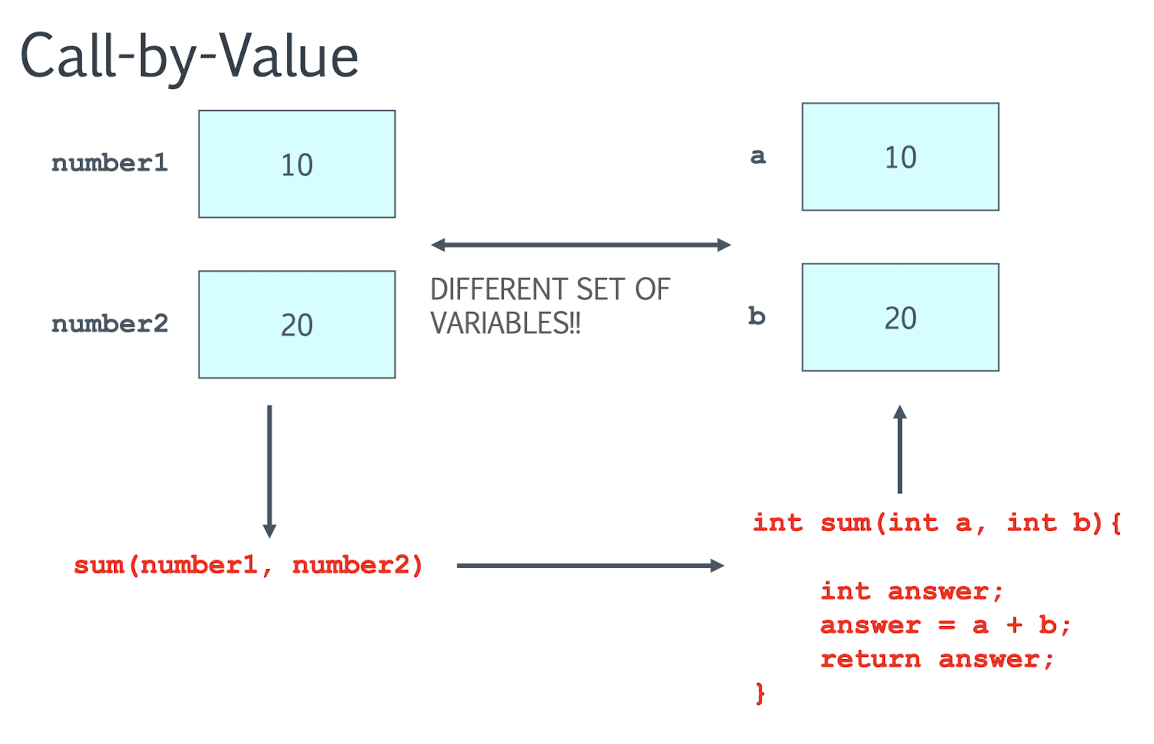 Call-by-Value
number1
10
a
10
number2
20
DIFFERENT SET OF
VARIABLES!!
b
20
sum(number1, number2)
int sum(int a, int b){
int answer;
answer = a + b;
return answer;
}